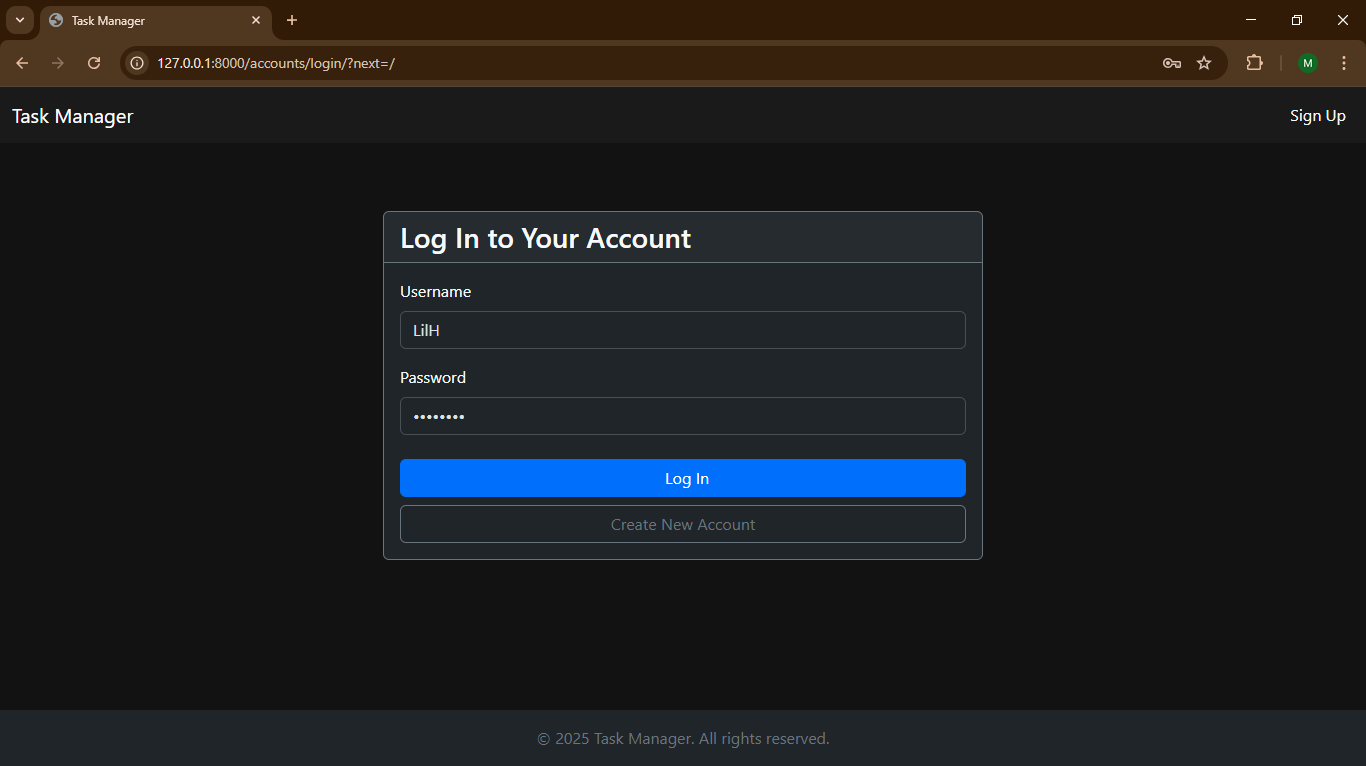 Task Manager
127.0.0.1:8000/accounts/login/?next=/
M
Task Manager
Sign Up
Log In to Your Account
Username
LilH
Password
••••••••
Log In
Create New Account
© 2025 Task Manager. All rights reserved.